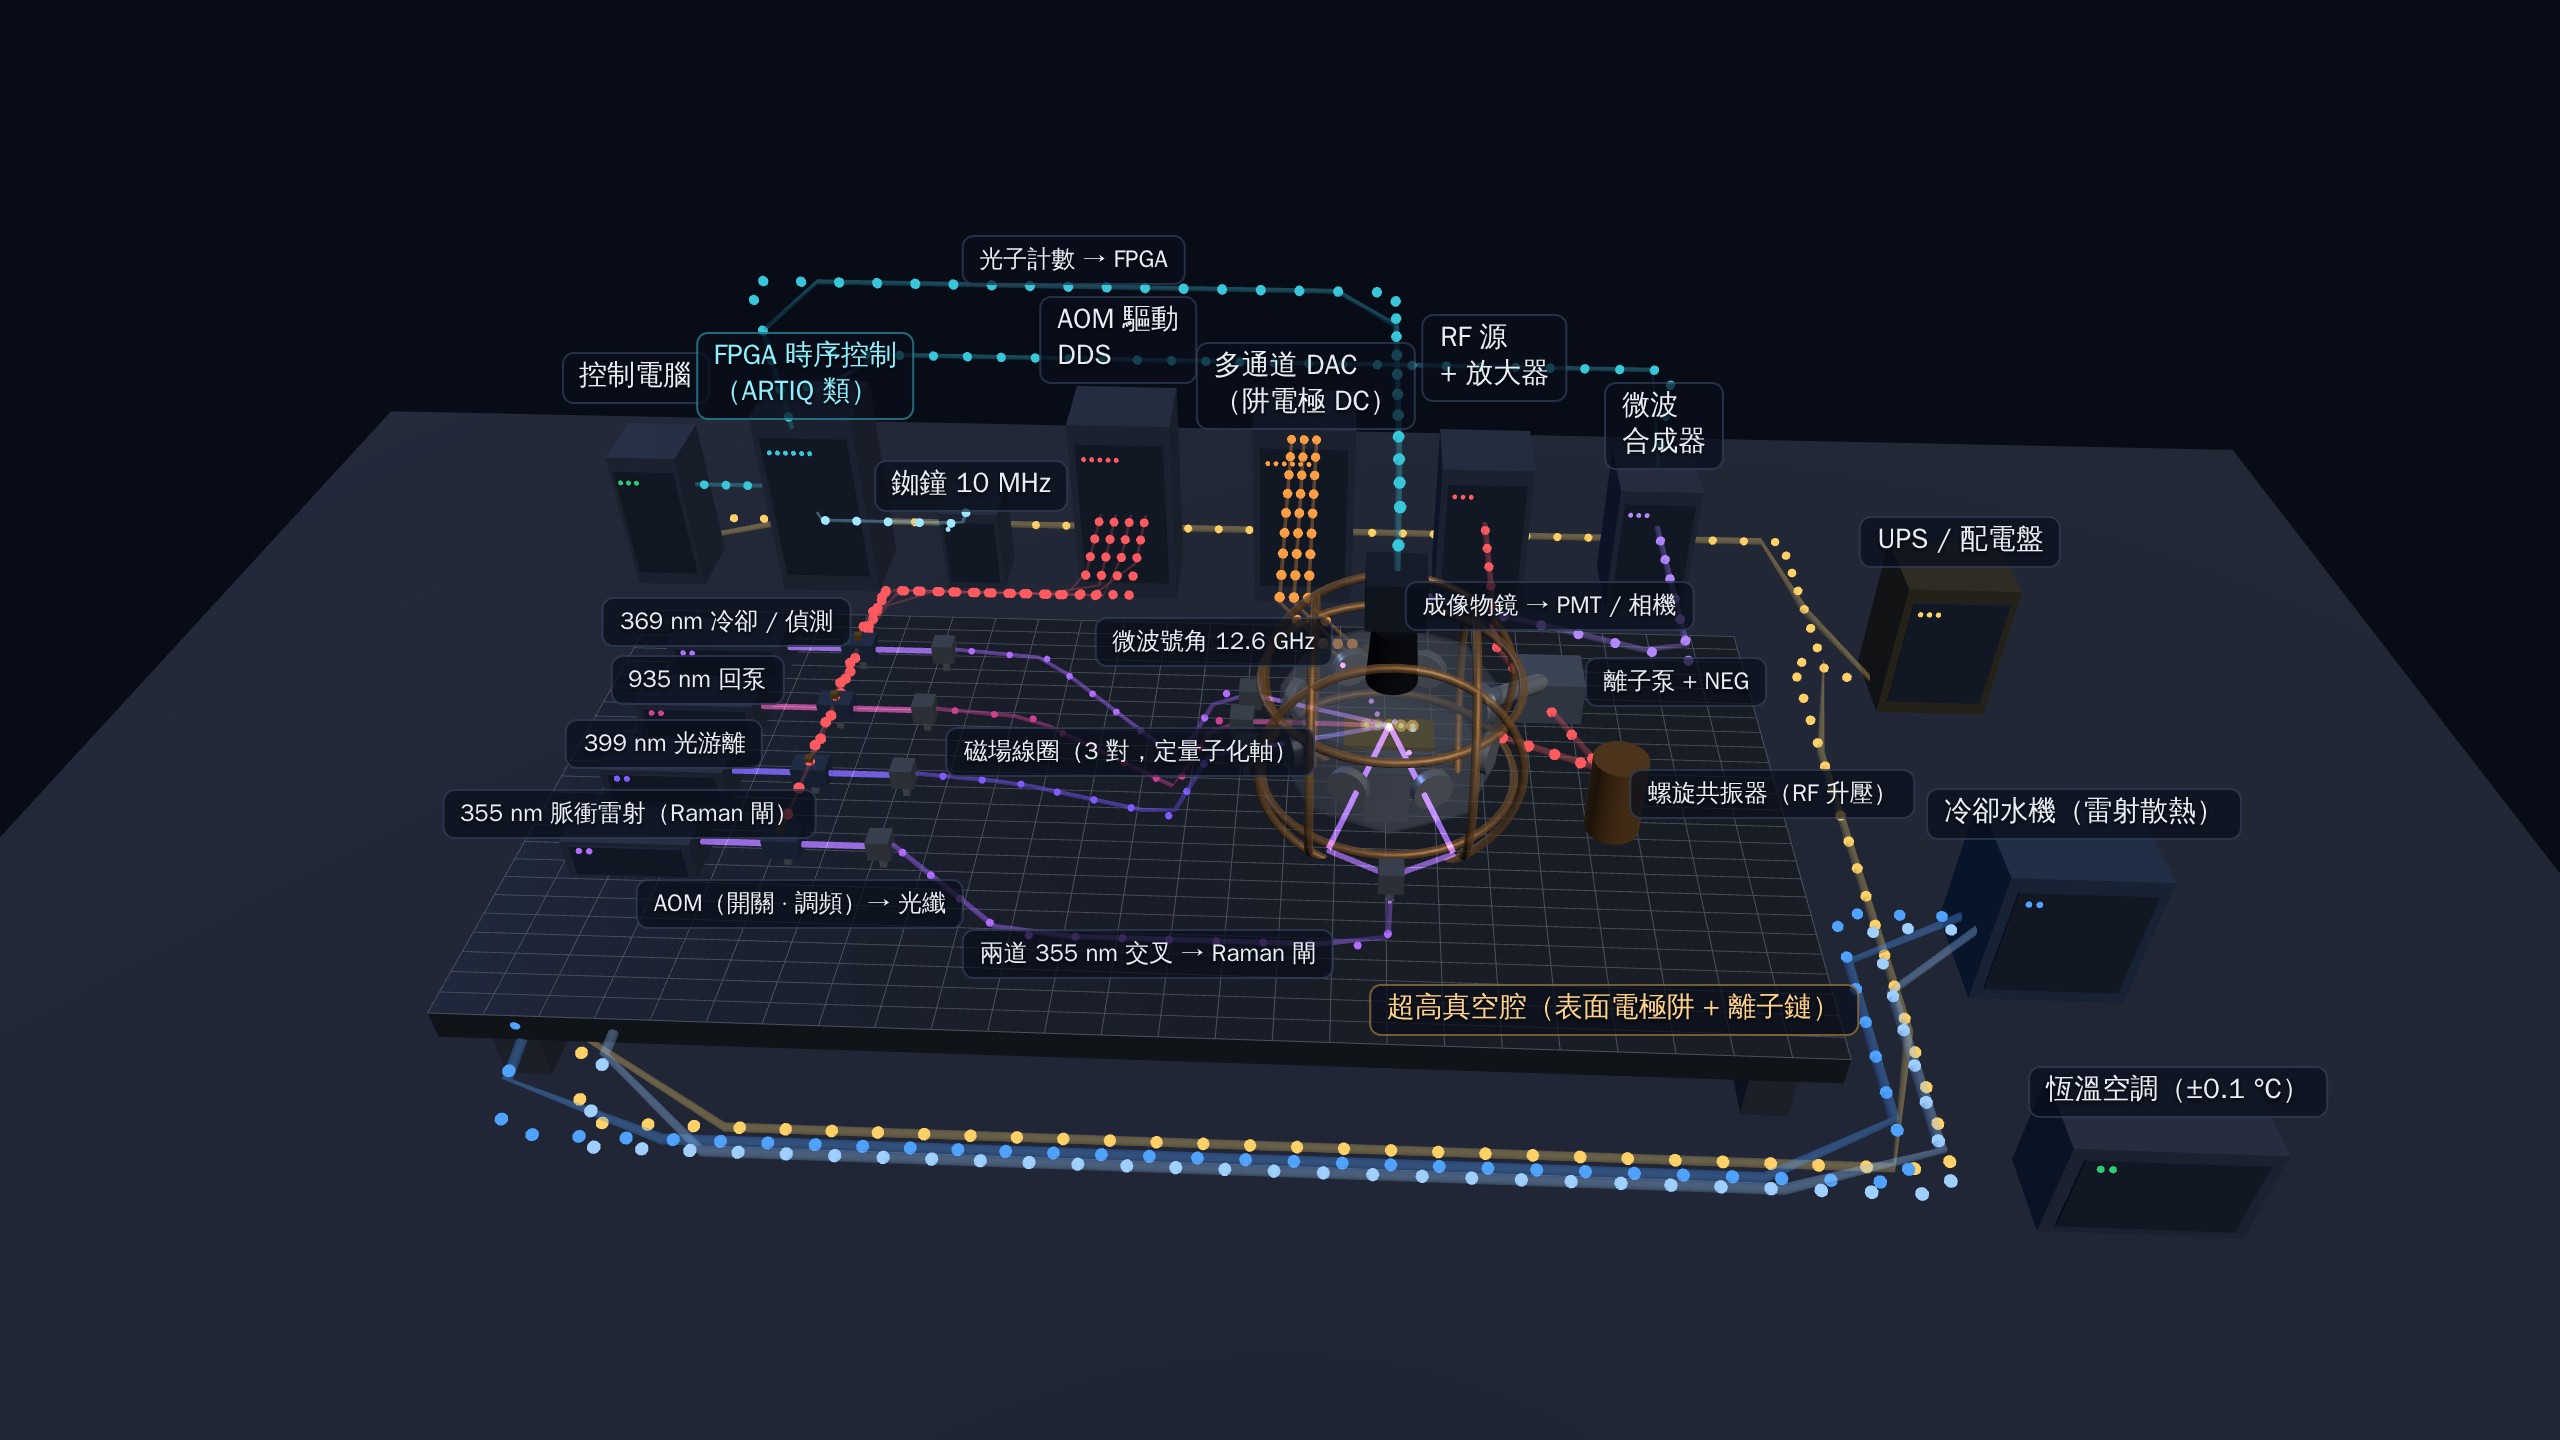 光子計數 → FPGA
AOM 驅動
DDS
RF 源
+ 放大器
控制電腦
FPGA 時序控制
（ARTIQ 類）
多通道 DAC
（阱電極 DC）
微波
合成器
銣鐘 10 MHz
UPS / 配電盤
369 nm 冷卻 / 偵測
成像物鏡 → PMT / 相機
微波號角 12.6 GHz
935 nm 回泵
離子泵 + NEG
399 nm 光游離
磁場線圈（3 對，定量子化軸）
355 nm 脈衝雷射（Raman 閘）
螺旋共振器（RF 升壓）
冷卻水機（雷射散熱）
AOM（開關 · 調頻）→ 光纖
兩道 355 nm 交叉 → Raman 閘
超高真空腔（表面電極阱 + 離子鏈）
恆溫空調（±0.1 °C）